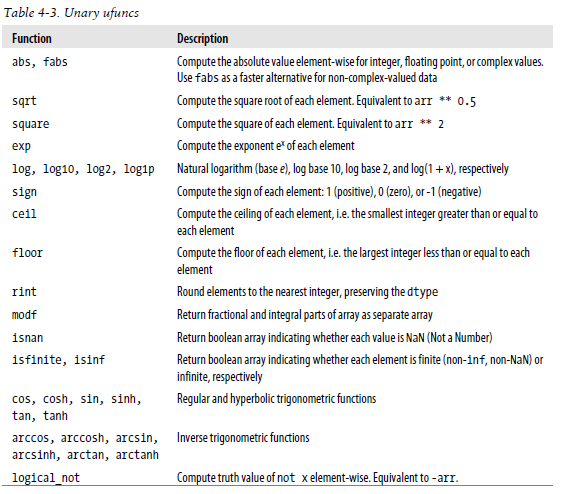 Table 4-3. Unary ufuncs
Function Description
abs, fabs Compute the absolute value element-wise for integer, floating point, or complex values.
Use fabs as a faster alternative for non-complex-valued data
sqrt Compute the square root of each element. Equivalent to arr ** 0.5
square Compute the square of each element. Equivalent to arr ** 2
exp Compute the exponent eˣ of each element
log, log10, log2, log1p Natural logarithm (base e), log base 10, log base 2, and log(1 + x), respectively
sign Compute the sign of each element: 1 (positive), 0 (zero), or -1 (negative)
ceil Compute the ceiling of each element, i.e. the smallest integer greater than or equal to
each element
floor Compute the floor of each element, i.e. the largest integer less than or equal to each
element
rint Round elements to the nearest integer, preserving the dtype
modf Return fractional and integral parts of array as separate array
isnan Return boolean array indicating whether each value is NaN (Not a Number)
isfinite, isinf Return boolean array indicating whether each element is finite (non-inf, non-NaN) or
infinite, respectively
cos, cosh, sin, sinh, Regular and hyperbolic trigonometric functions
tan, tanh
arccos, arccosh, arcsin, Inverse trigonometric functions
arcsinh, arctan, arctanh
logical_not Compute truth value of not x element-wise. Equivalent to -arr.